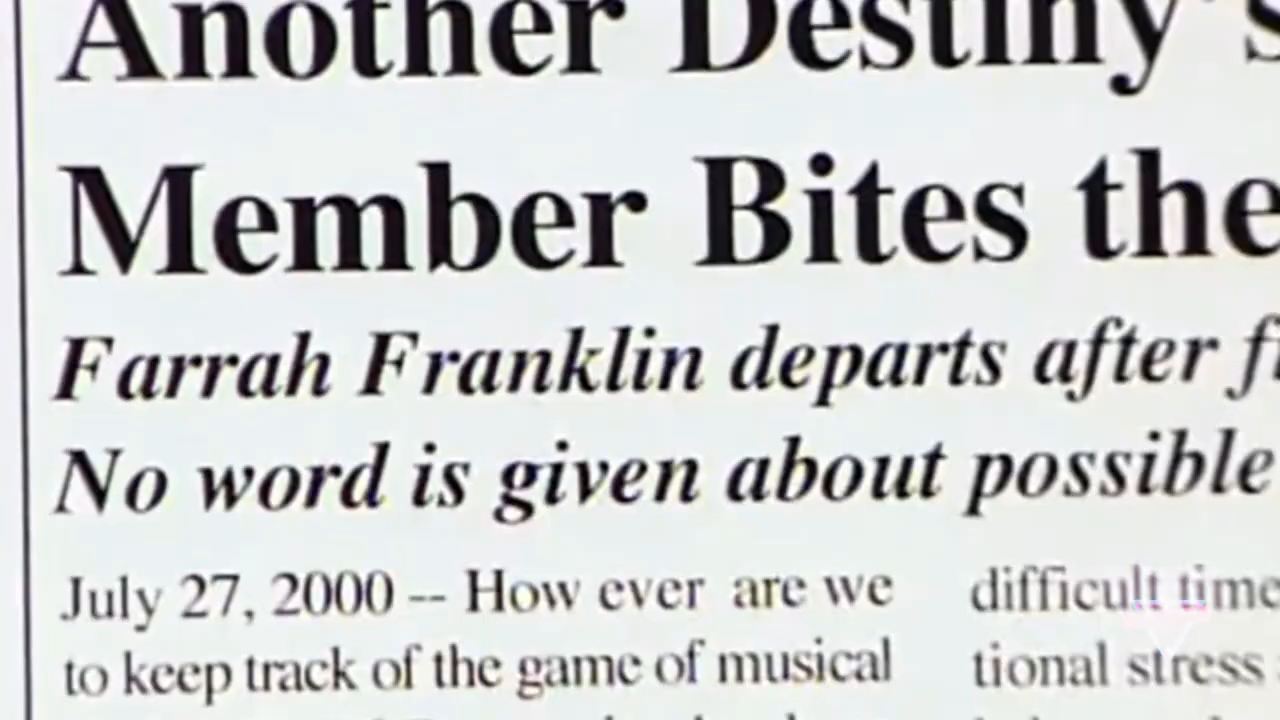 Another Destiny's
Member Bites the
Farrah Franklin departs after
No word is given about possible
July 27, 2000 -- How ever are we
to keep track of the game of musical
difficult time
tional stress